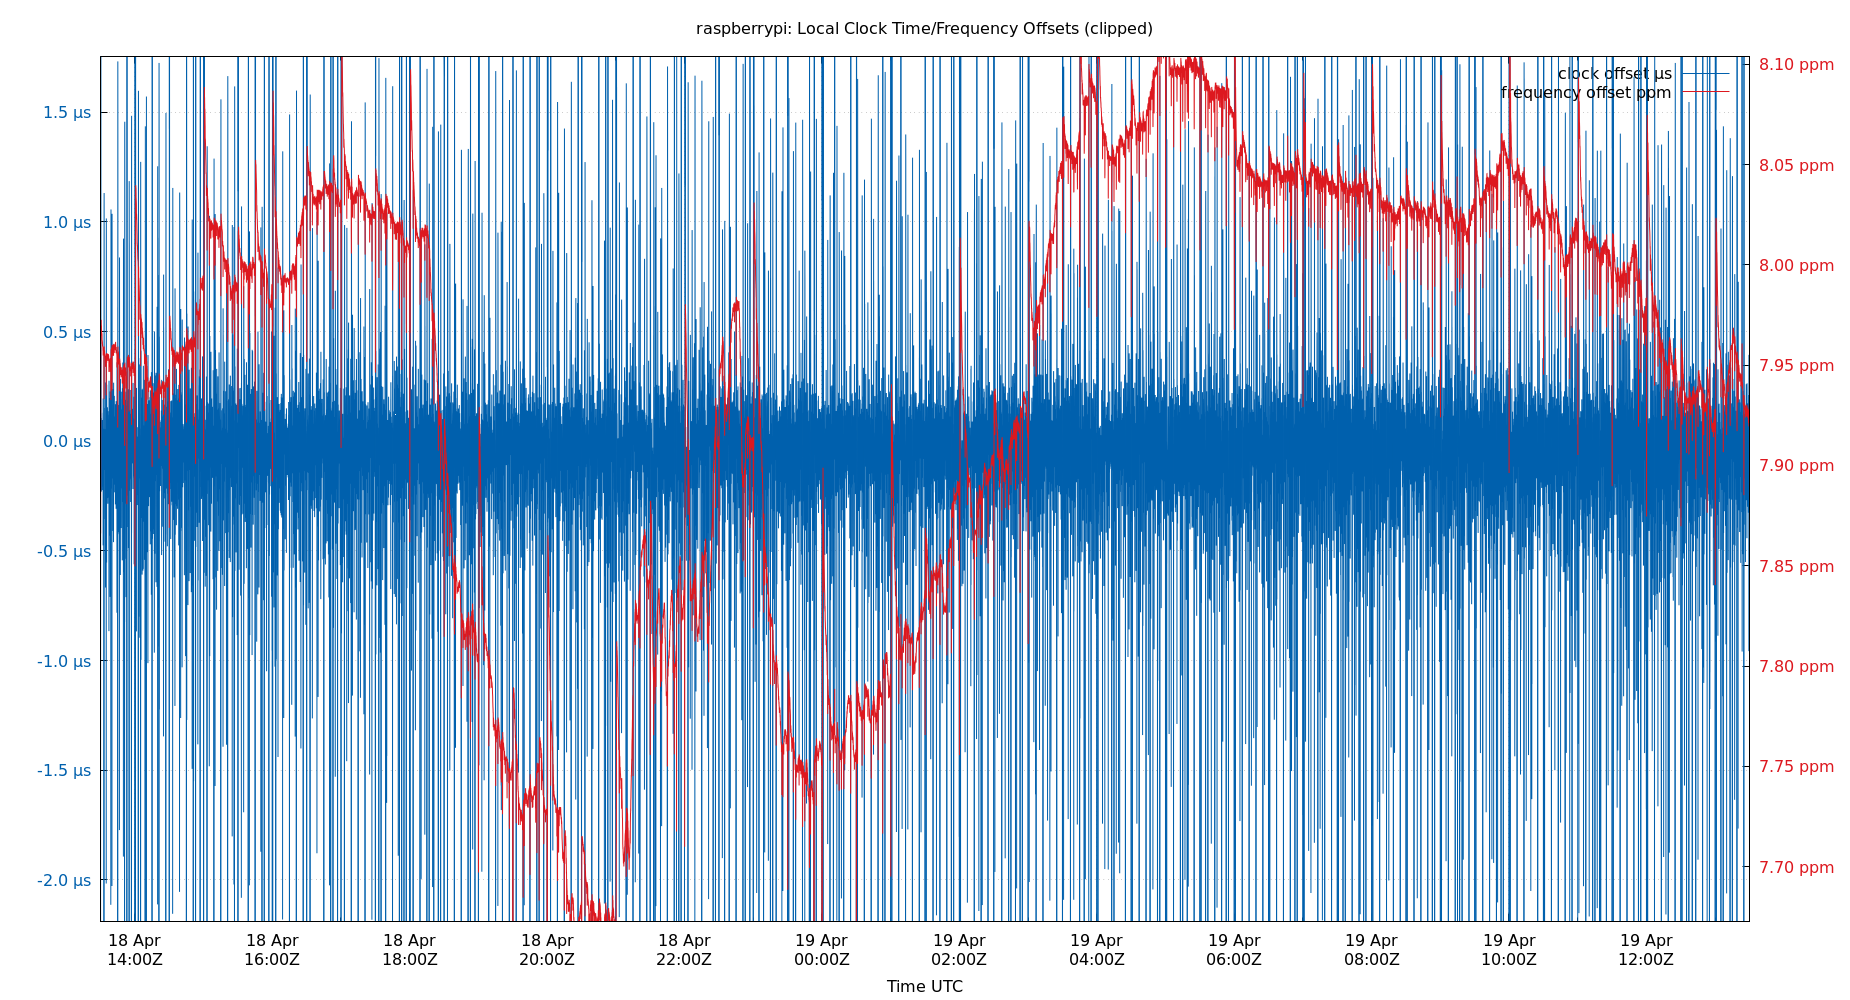 raspberrypi: Local Clock Time/Frequency Offsets (clipped)
clock offset µs
frequency offset ppm
1.5 µs
1.0 µs
0.5 µs
0.0 µs
-0.5 µs
-1.0 µs
-1.5 µs
-2.0 µs
8.10 ppm
8.05 ppm
8.00 ppm
7.95 ppm
7.90 ppm
7.85 ppm
7.80 ppm
7.75 ppm
7.70 ppm
18 Apr
14:00Z
18 Apr
16:00Z
18 Apr
18:00Z
18 Apr
20:00Z
18 Apr
22:00Z
19 Apr
00:00Z
19 Apr
02:00Z
19 Apr
04:00Z
19 Apr
06:00Z
19 Apr
08:00Z
19 Apr
10:00Z
19 Apr
12:00Z
Time UTC